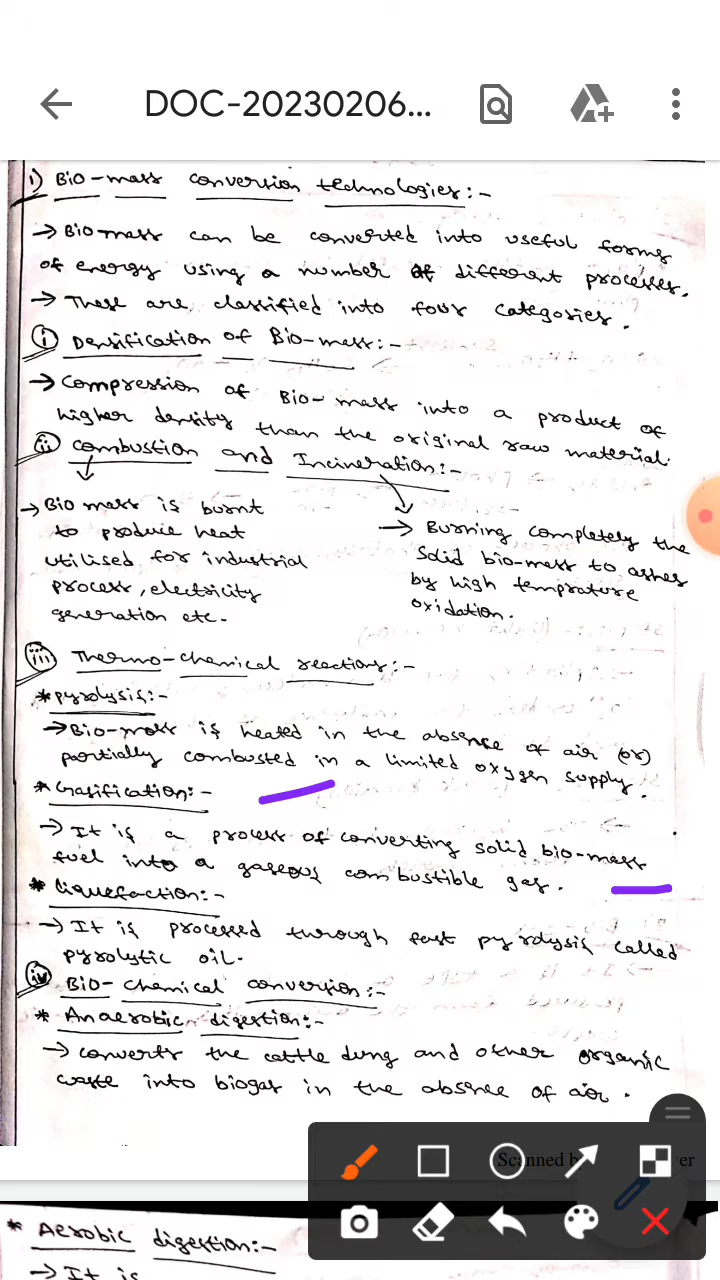 DOC-20230206...
1) Bio-mass conversion technologies:-
→ Bio mass can be converted into useful forms
of energy using a number of different processes.
→ These are classified into four categories.
(i) Densification of Bio-mass:-
→ Compression of Bio-mass into a product of
higher density than the original raw material.
(ii) Combustion and Incineration:-
→ Bio mass is burnt
to produce heat
utilised for industrial
process, electricity
generation etc.
→ Burning completely the
solid bio-mass to ashes
by high temprature
oxidation.
(iii) Thermo-chemical reactions:-
* Pyrolysis:-
→ Bio-mass is heated in the absence of air (or)
partially combusted in a limited oxygen supply.
* Gasification:-
→ It is a process of converting solid bio-mass
fuel into a gaseous combustible gas.
* Liquefaction:-
→ It is processed through fast pyrolysis called
pyrolytic oil.
(iv) Bio-chemical conversion:-
* Anaerobic digestion:-
→ converts the cattle dung and other organic
waste into biogas in the absence of air.
Scanned b er
* Aerobic digestion:-
→ It is